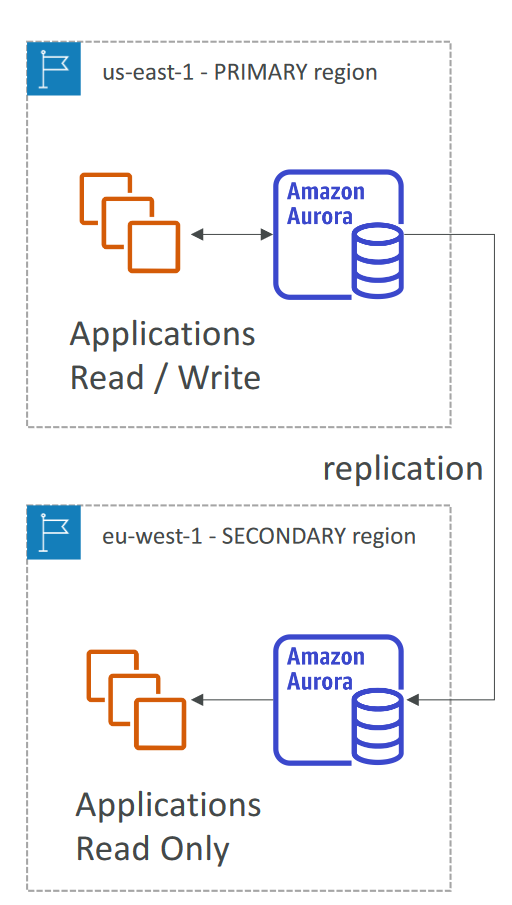 us-east-1 - PRIMARY region
Amazon
Aurora
Applications
Read / Write
replication
eu-west-1 - SECONDARY region
Amazon
Aurora
Applications
Read Only